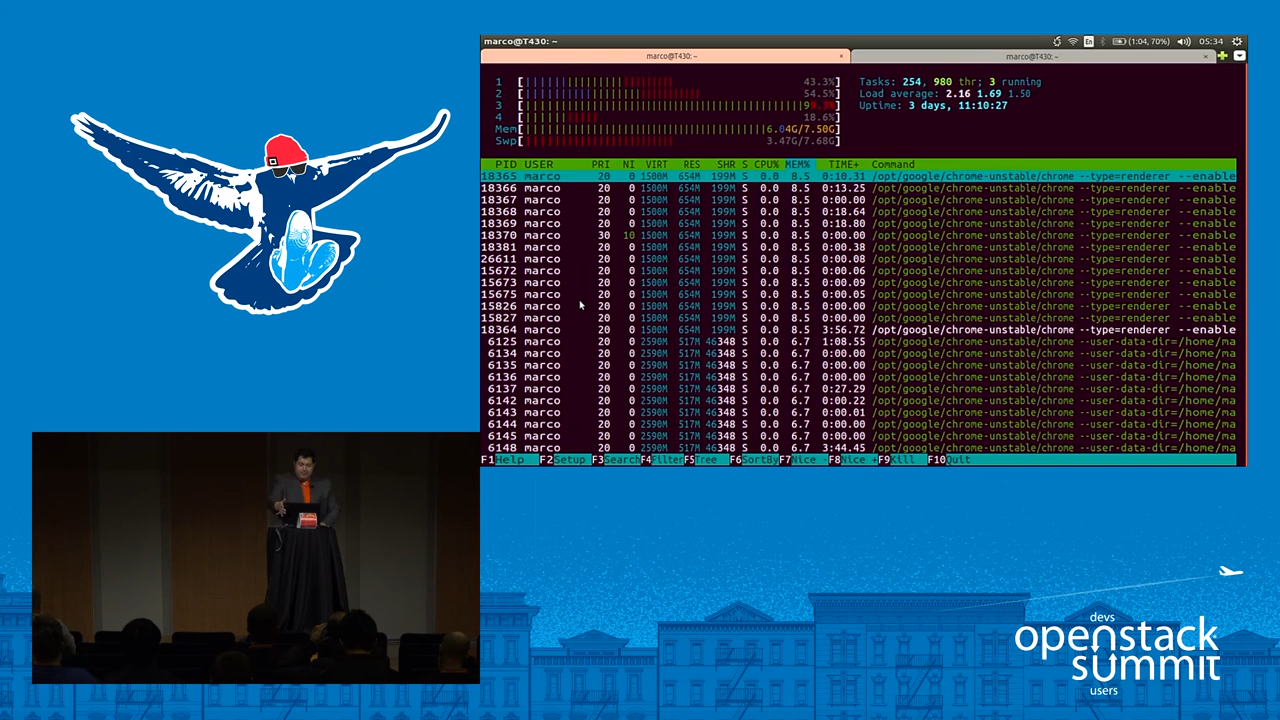 marco@T430: ~
En
(1:04, 70%)
05:34
marco@T430: ~
marco@T430: ~
1 43.3%
2 54.5%
3 99.3%
4 18.6%
Mem 6.04G/7.50G
Swp 3.47G/7.68G
Tasks: 254, 980 thr; 3 running
Load average: 2.16 1.69 1.50
Uptime: 3 days, 11:10:27
PID USER PRI NI VIRT RES SHR S CPU% MEM% TIME+ Command
18365 marco 20 0 1500M 654M 199M S 0.0 8.5 0:10.31 /opt/google/chrome-unstable/chrome --type=renderer --enable
18366 marco 20 0 1500M 654M 199M S 0.0 8.5 0:13.25 /opt/google/chrome-unstable/chrome --type=renderer --enable
18367 marco 20 0 1500M 654M 199M S 0.0 8.5 0:00.00 /opt/google/chrome-unstable/chrome --type=renderer --enable
18368 marco 20 0 1500M 654M 199M S 0.0 8.5 0:18.64 /opt/google/chrome-unstable/chrome --type=renderer --enable
18369 marco 20 0 1500M 654M 199M S 0.0 8.5 0:18.80 /opt/google/chrome-unstable/chrome --type=renderer --enable
18370 marco 30 10 1500M 654M 199M S 0.0 8.5 0:00.00 /opt/google/chrome-unstable/chrome --type=renderer --enable
18381 marco 20 0 1500M 654M 199M S 0.0 8.5 0:00.38 /opt/google/chrome-unstable/chrome --type=renderer --enable
26611 marco 20 0 1500M 654M 199M S 0.0 8.5 0:00.08 /opt/google/chrome-unstable/chrome --type=renderer --enable
15672 marco 20 0 1500M 654M 199M S 0.0 8.5 0:00.06 /opt/google/chrome-unstable/chrome --type=renderer --enable
15673 marco 20 0 1500M 654M 199M S 0.0 8.5 0:00.09 /opt/google/chrome-unstable/chrome --type=renderer --enable
15675 marco 20 0 1500M 654M 199M S 0.0 8.5 0:00.05 /opt/google/chrome-unstable/chrome --type=renderer --enable
15826 marco 20 0 1500M 654M 199M S 0.0 8.5 0:00.00 /opt/google/chrome-unstable/chrome --type=renderer --enable
15827 marco 20 0 1500M 654M 199M S 0.0 8.5 0:00.00 /opt/google/chrome-unstable/chrome --type=renderer --enable
18364 marco 20 0 1500M 654M 199M S 0.0 8.5 3:56.72 /opt/google/chrome-unstable/chrome --type=renderer --enable
6125 marco 20 0 2590M 517M 46348 S 0.0 6.7 1:08.55 /opt/google/chrome-unstable/chrome --user-data-dir=/home/ma
6134 marco 20 0 2590M 517M 46348 S 0.0 6.7 0:00.00 /opt/google/chrome-unstable/chrome --user-data-dir=/home/ma
6135 marco 20 0 2590M 517M 46348 S 0.0 6.7 0:00.00 /opt/google/chrome-unstable/chrome --user-data-dir=/home/ma
6136 marco 20 0 2590M 517M 46348 S 0.0 6.7 0:00.00 /opt/google/chrome-unstable/chrome --user-data-dir=/home/ma
6137 marco 20 0 2590M 517M 46348 S 0.0 6.7 0:27.29 /opt/google/chrome-unstable/chrome --user-data-dir=/home/ma
6142 marco 20 0 2590M 517M 46348 S 0.0 6.7 0:00.22 /opt/google/chrome-unstable/chrome --user-data-dir=/home/ma
6143 marco 20 0 2590M 517M 46348 S 0.0 6.7 0:00.01 /opt/google/chrome-unstable/chrome --user-data-dir=/home/ma
6144 marco 20 0 2590M 517M 46348 S 0.0 6.7 0:00.00 /opt/google/chrome-unstable/chrome --user-data-dir=/home/ma
6145 marco 20 0 2590M 517M 46348 S 0.0 6.7 0:00.00 /opt/google/chrome-unstable/chrome --user-data-dir=/home/ma
6148 marco 20 0 2590M 517M 46348 S 0.0 6.7 3:44.45 /opt/google/chrome-unstable/chrome --user-data-dir=/home/ma
F1Help F2Setup F3Search F4Filter F5Tree F6SortBy F7Nice - F8Nice + F9Kill F10Quit
devs
openstack
summit
users